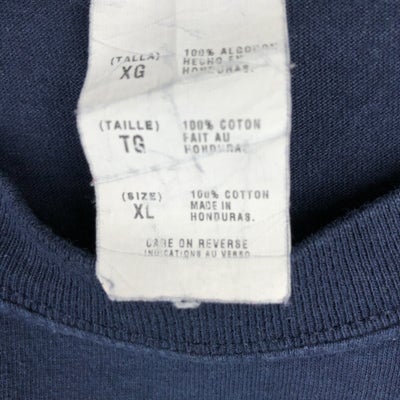 (TALLA) 100% ALGODON
XG HECHO EN
HONDURAS.
(TAILLE) 100% COTON
TG FAIT AU
HONDURAS.
(SIZE) 100% COTTON
XL MADE IN
HONDURAS.
CARE ON REVERSE
INDICATIONS AU VERSO